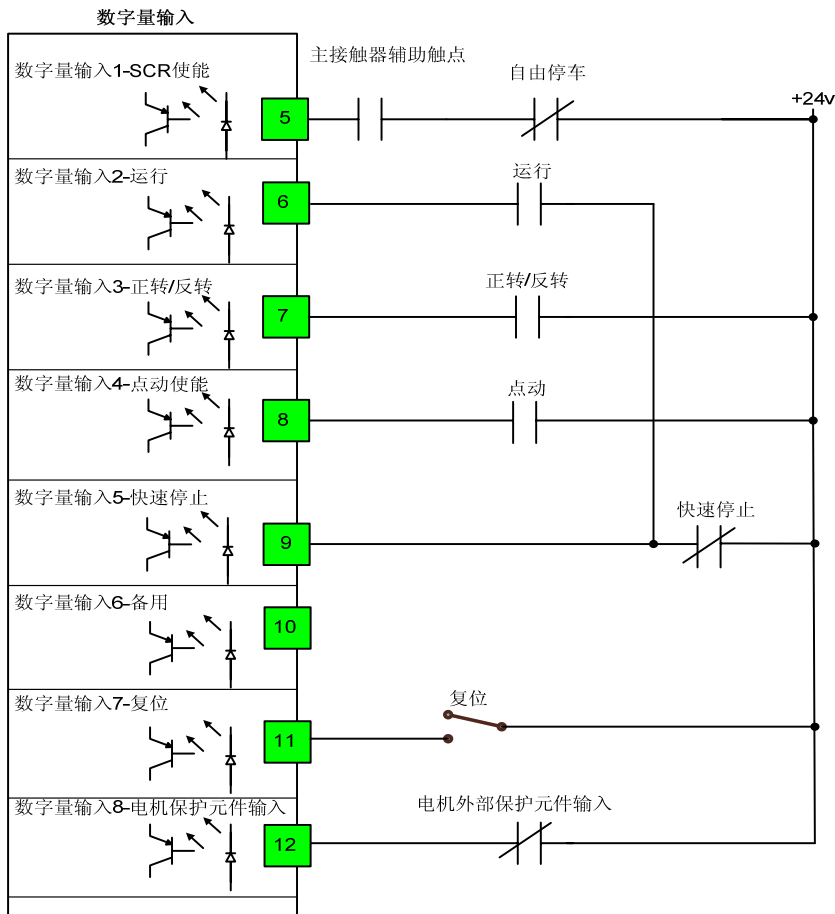 数字量输入
主接触器辅助触点
数字量输入1-SCR使能
自由停车
+24v
5
数字量输入2-运行
运行
6
数字量输入3-正转/反转
正转/反转
7
数字量输入4-点动使能
点动
8
数字量输入5-快速停止
快速停止
9
数字量输入6-备用
10
数字量输入7-复位
复位
11
数字量输入8-电机保护元件输入
电机外部保护元件输入
12